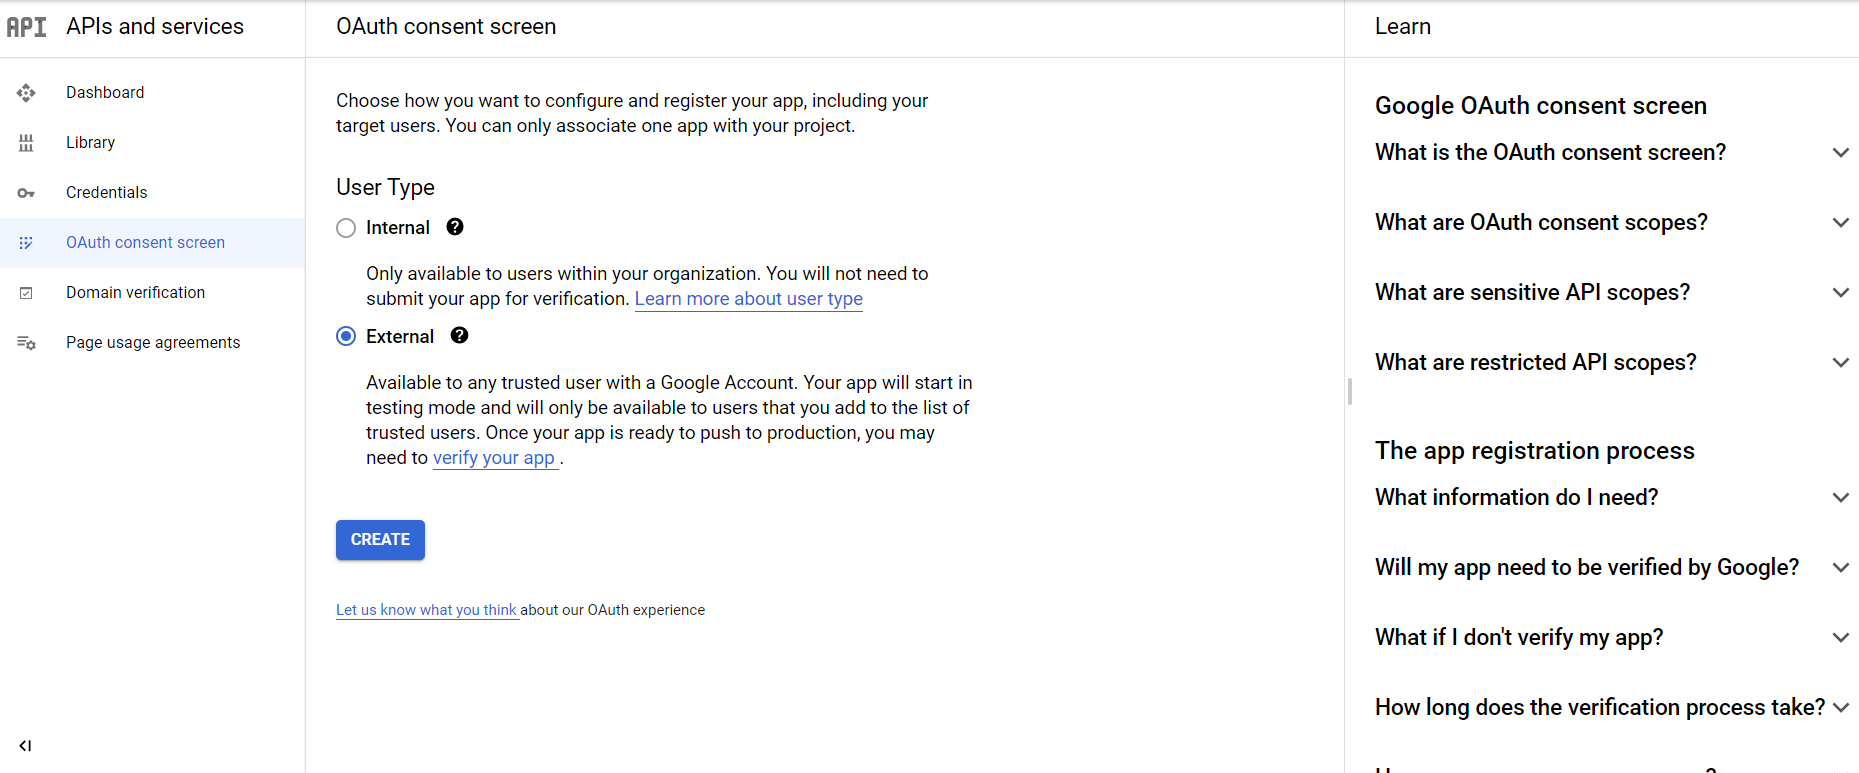 API APIs and services
Dashboard
Library
Credentials
OAuth consent screen
Domain verification
Page usage agreements
OAuth consent screen
Choose how you want to configure and register your app, including your
target users. You can only associate one app with your project.
User Type
Internal
Only available to users within your organization. You will not need to
submit your app for verification. Learn more about user type
External
Available to any trusted user with a Google Account. Your app will start in
testing mode and will only be available to users that you add to the list of
trusted users. Once your app is ready to push to production, you may
need to verify your app .
CREATE
Let us know what you think about our OAuth experience
Learn
Google OAuth consent screen
What is the OAuth consent screen?
What are OAuth consent scopes?
What are sensitive API scopes?
What are restricted API scopes?
The app registration process
What information do I need?
Will my app need to be verified by Google?
What if I don't verify my app?
How long does the verification process take?